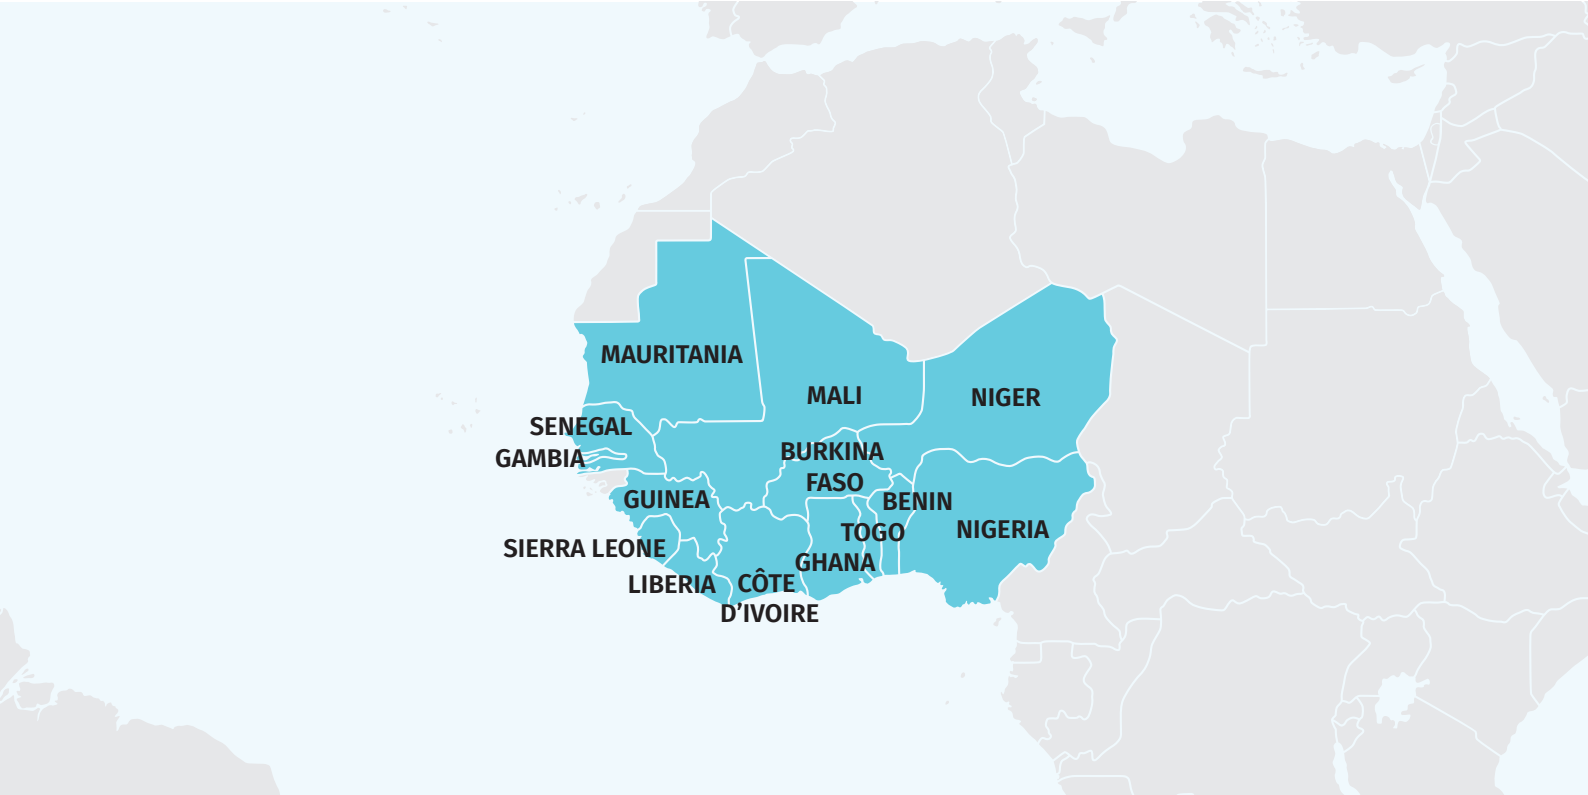 MAURITANIA
MALI
NIGER
SENEGAL
GAMBIA
BURKINA
FASO
GUINEA
BENIN
TOGO
NIGERIA
SIERRA LEONE
GHANA
LIBERIA
CÔTE
D’IVOIRE